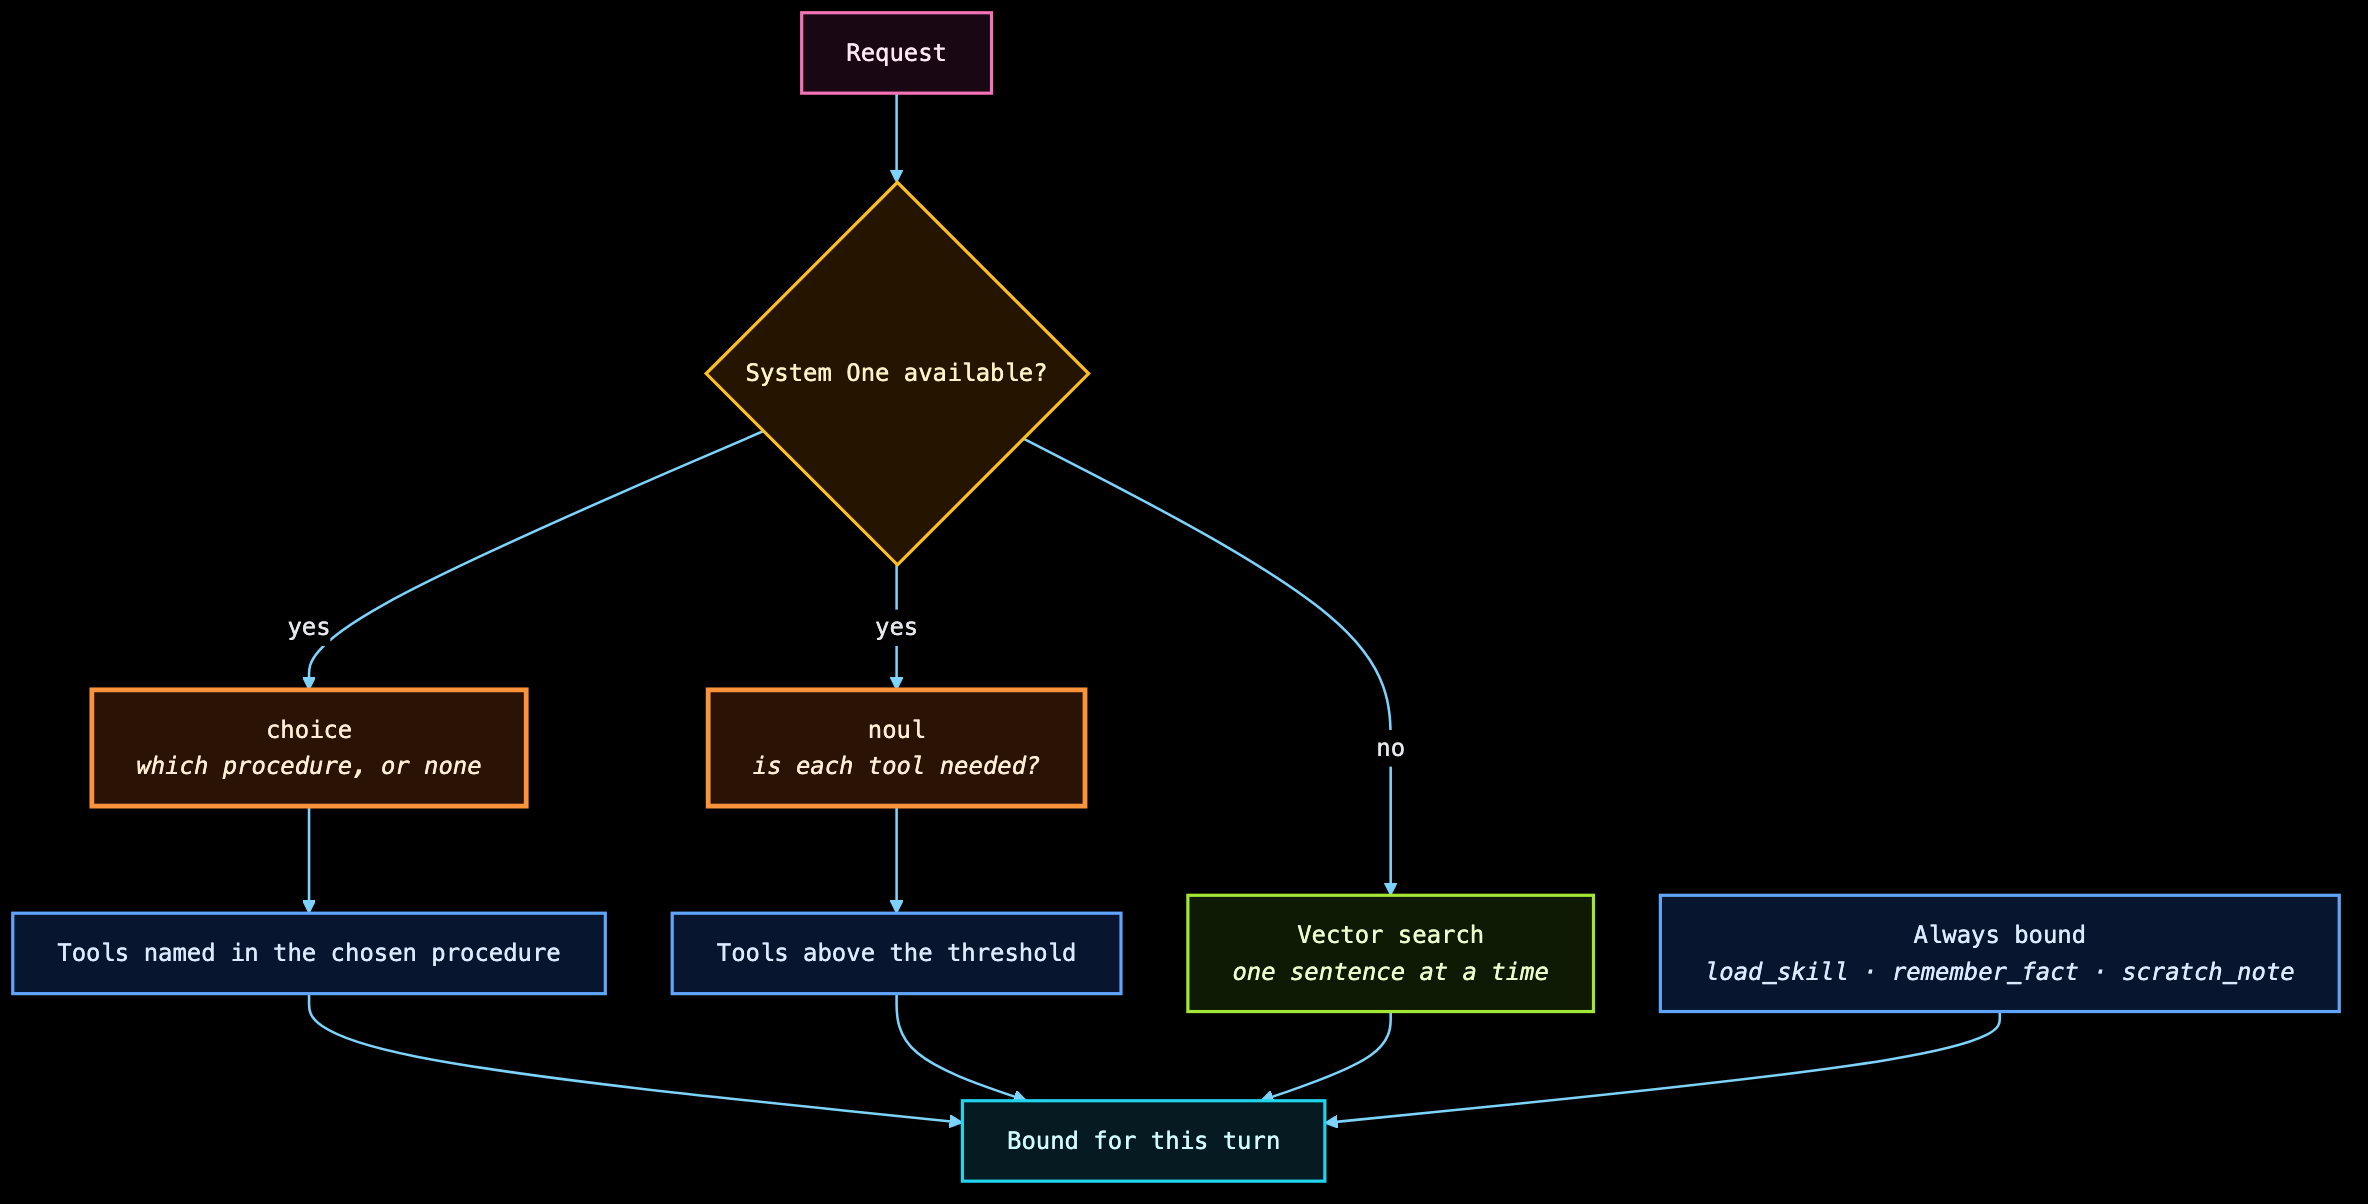 Request
System One available?
yes
yes
no
choice
which procedure, or none
noul
is each tool needed?
Tools named in the chosen procedure
Tools above the threshold
Vector search
one sentence at a time
Always bound
load_skill · remember_fact · scratch_note
Bound for this turn